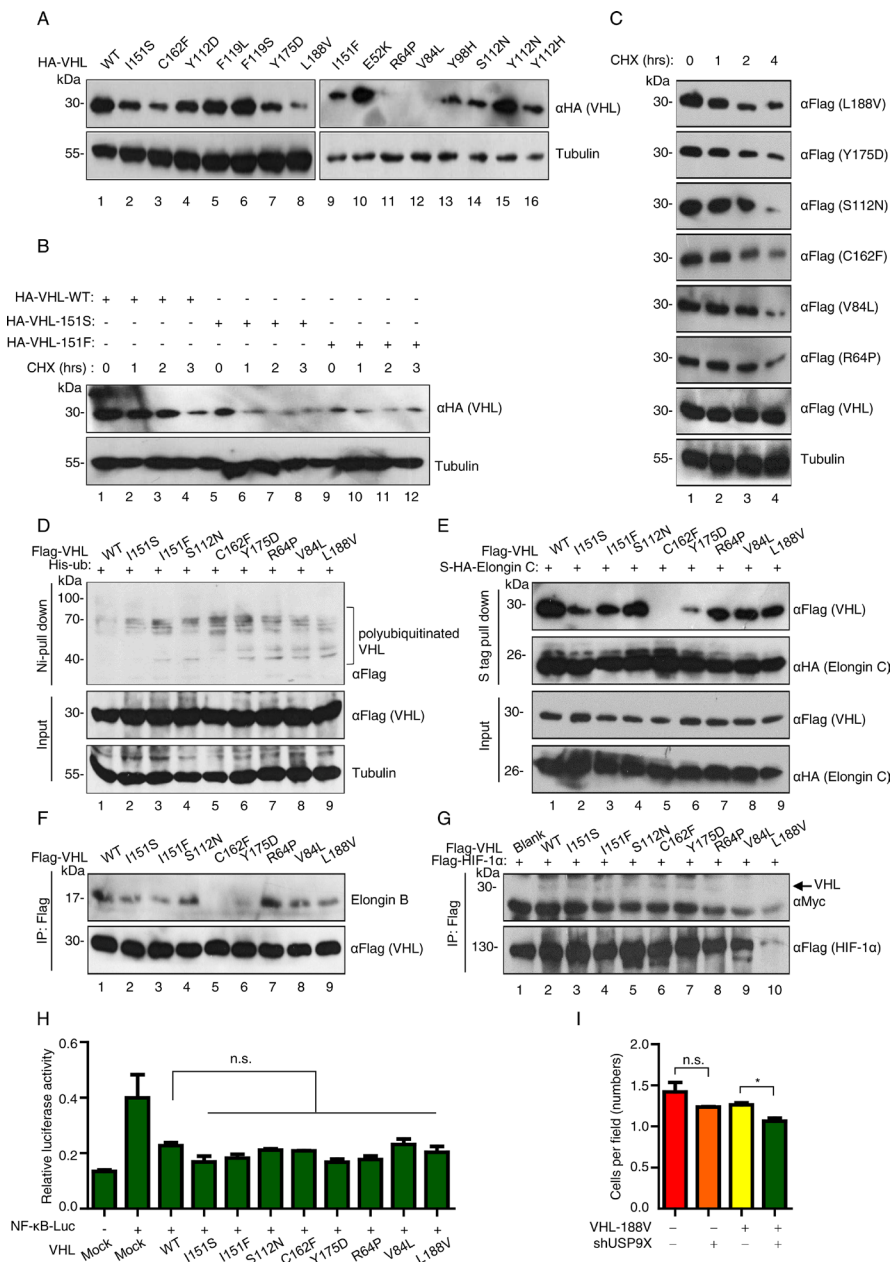 A
HA-VHL WT I151S C162F Y112D F119L F119S Y175D L188V I151F E52K R64P V84L Y98H S112N Y112N Y112H
kDa
30- αHA (VHL)
55- Tubulin
1 2 3 4 5 6 7 8 9 10 11 12 13 14 15 16
B
HA-VHL-WT: + + + + - - - - - - - -
HA-VHL-151S: - - - - + + + + - - - -
HA-VHL-151F: - - - - - - - - + + + +
CHX (hrs) : 0 1 2 3 0 1 2 3 0 1 2 3
kDa
30- αHA (VHL)
55- Tubulin
1 2 3 4 5 6 7 8 9 10 11 12
C
CHX (hrs): 0 1 2 4
kDa
30- αFlag (L188V)
30- αFlag (Y175D)
30- αFlag (S112N)
30- αFlag (C162F)
30- αFlag (V84L)
30- αFlag (R64P)
30- αFlag (VHL)
55- Tubulin
1 2 3 4
D
Flag-VHL WT I151S I151F S112N C162F Y175D R64P V84L L188V
His-ub: + + + + + + + + +
kDa
Ni-pull down
100-
70-
polyubiquitinated
VHL
40-
αFlag
Input
30- αFlag (VHL)
55- Tubulin
1 2 3 4 5 6 7 8 9
E
Flag-VHL WT I151S I151F S112N C162F Y175D R64P V84L L188V
S-HA-Elongin C: + + + + + + + + +
kDa
S tag pull down
30- αFlag (VHL)
26- αHA (Elongin C)
Input
30- αFlag (VHL)
26- αHA (Elongin C)
1 2 3 4 5 6 7 8 9
F
Flag-VHL WT I151S I151F S112N C162F Y175D R64P V84L L188V
kDa
IP: Flag
17- Elongin B
30- αFlag (VHL)
1 2 3 4 5 6 7 8 9
G
Flag-VHL Blank WT I151S I151F S112N C162F Y175D R64P V84L L188V
Flag-HIF-1α: + + + + + + + + + +
kDa
IP: Flag
30- VHL
αMyc
130- αFlag (HIF-1α)
1 2 3 4 5 6 7 8 9 10
H
Relative luciferase activity
0.6
0.4
0.2
0.0
n.s.
NF-κB-Luc - + + + + + + + + + +
VHL Mock Mock WT I151S I151F S112N C162F Y175D R64P V84L L188V
I
Cells per field (numbers)
2.0
1.5
1.0
0.5
0.0
n.s.
*
VHL-188V – – + +
shUSP9X – + – +